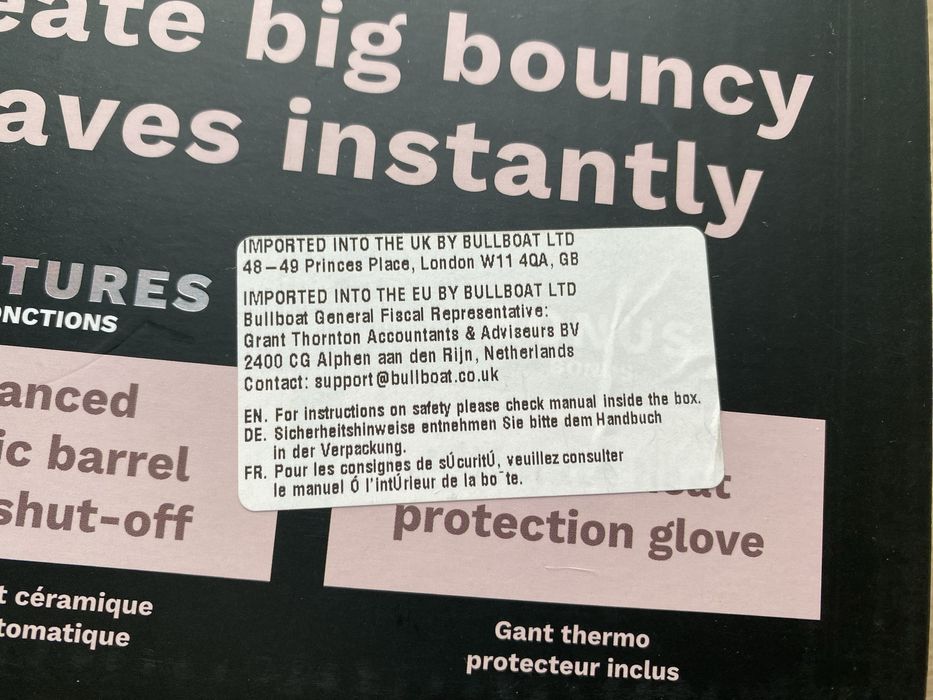 eate big bouncy
aves instantly
TURES
ONCTIONS
IMPORTED INTO THE UK BY BULLBOAT LTD
48-49 Princes Place, London W11 4QA, GB
IMPORTED INTO THE EU BY BULLBOAT LTD
Bullboat General Fiscal Representative:
Grant Thornton Accountants & Adviseurs BV
2400 CG Alphen aan den Rijn, Netherlands
Contact: support@bullboat.co.uk
EN. For instructions on safety please check manual inside the box.
DE. Sicherheitshinweise entnehmen Sie bitte dem Handbuch
in der Verpackung.
FR. Pour les consignes de sÚcuritÚ, veuillez consulter
le manuel Ó l'intÚrieur de la bo¯te.
anced
ic barrel
shut-off
protection glove
t céramique
tomatique
Gant thermo
protecteur inclus